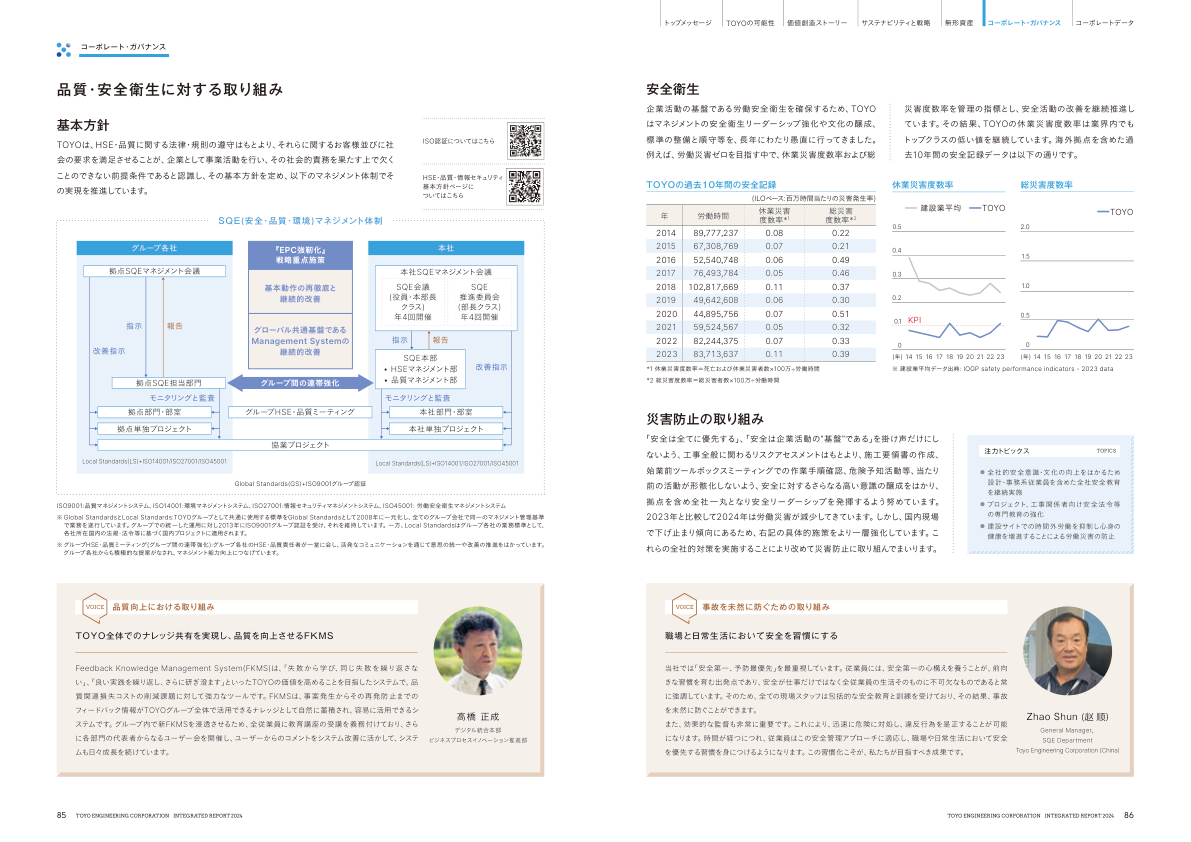 トップメッセージ
TOYOの可能性
価値創造ストーリー
サステナビリティと戦略
無形資産
コーポレート・ガバナンス
コーポレートデータ
コーポレート・ガバナンス
品質・安全衛生に対する取り組み
基本方針
TOYOは、HSE・品質に関する法律・規則の遵守はもとより、それらに関するお客様並びに社
会の要求を満足させることが、企業として事業活動を行い、その社会的責務を果たす上で欠く
ことのできない前提条件であると認識し、その基本方針を定め、以下のマネジメント体制でそ
の実現を推進しています。
ISO認証についてはこちら
HSE・品質・情報セキュリティ
基本方針ページに
ついてはこちら
SQE(安全・品質・環境)マネジメント体制
グループ各社
拠点SQEマネジメント会議
指示
報告
改善指示
拠点SQE担当部門
モニタリングと監査
拠点部門・部室
拠点単独プロジェクト
Local Standards(LS)+ISO14001/ISO27001/ISO45001
『EPC強靭化』
戦略重点施策
基本動作の再徹底と
継続的改善
グローバル共通基盤である
Management Systemの
継続的改善
グループ間の連帯強化
グループHSE・品質ミーティング
協業プロジェクト
本社
本社SQEマネジメント会議
SQE会議
(役員・本部長
クラス)
年4回開催
SQE
推進委員会
(部長クラス)
年4回開催
指示
報告
SQE本部
• HSEマネジメント部
• 品質マネジメント部
改善指示
モニタリングと監査
本社部門・部室
本社単独プロジェクト
Local Standards(LS)+ISO14001/ISO27001/ISO45001
Global Standards(GS)+ISO9001グループ認証
ISO9001:品質マネジメントシステム、ISO14001:環境マネジメントシステム、ISO27001:情報セキュリティマネジメントシステム、ISO45001: 労働安全衛生マネジメントシステム
※ Global StandardsとLocal Standards:TOYOグループとして共通に使用する標準をGlobal Standardsとして2008年に一元化し、全てのグループ会社で同一のマネジメント管理基準
で業務を遂行しています。グループでの統一した運用に対し2013年にISO9001グループ認証を受け、それを維持しています。一方、Local Standardsはグループ各社の業務標準として、
各社所在国内の法規・法令等に基づく国内プロジェクトに適用されます。
※ グループHSE・品質ミーティング(グループ間の連帯強化):グループ各社のHSE・品質責任者が一堂に会し、活発なコミュニケーションを通じて意思の統一や改善の推進をはかっています。
グループ各社からも積極的な提案がなされ、マネジメント能力向上につなげています。
VOICE
品質向上における取り組み
TOYO全体でのナレッジ共有を実現し、品質を向上させるFKMS
Feedback Knowledge Management System(FKMS)は、「失敗から学び、同じ失敗を繰り返さな
い」、「良い実践を繰り返し、さらに研ぎ澄ます」といったTOYOの価値を高めることを目指したシステムで、品
質関連損失コストの削減課題に対して強力なツールです。FKMSは、事業発生からその再発防止までの
フィードバック情報がTOYOグループ全体で活用できるナレッジとして自然に蓄積され、容易に活用できるシ
ステムです。グループ内で新FKMSを浸透させるため、全従業員に教育講座の受講を義務付けており、さら
に各部門の代表者からなるユーザー会を開催し、ユーザーからのコメントをシステム改善に活かして、システ
ムも日々成長を続けています。
高橋 正成
デジタル統合本部
ビジネスプロセスイノベーション推進部
85 TOYO ENGINEERING CORPORATION INTEGRATED REPORT 2024
安全衛生
企業活動の基盤である労働安全衛生を確保するため、TOYO
はマネジメントの安全衛生リーダーシップ強化や文化の醸成、
標準の整備と順守等を、長年にわたり愚直に行ってきました。
例えば、労働災害ゼロを目指す中で、休業災害度数率および総
災害度数率を管理の指標とし、安全活動の改善を継続推進し
ています。その結果、TOYOの休業災害度数率は業界内でも
トップクラスの低い値を継続しています。海外拠点を含めた過
去10年間の安全記録データは以下の通りです。
TOYOの過去10年間の安全記録
(ILOベース:百万時間当たりの災害発生率)
年 労働時間 休業災害度数率*1 総災害度数率*2
2014 89,777,237 0.08 0.22
2015 67,308,769 0.07 0.21
2016 52,540,748 0.06 0.49
2017 76,493,784 0.05 0.46
2018 102,817,669 0.11 0.37
2019 49,642,608 0.06 0.30
2020 44,895,756 0.07 0.51
2021 59,524,567 0.05 0.32
2022 82,244,375 0.07 0.33
2023 83,713,637 0.11 0.39
*1 休業災害度数率=死亡および休業災害者数×100万÷労働時間
*2 総災害度数率=総災害者数×100万÷労働時間
休業災害度数率
建設業平均 TOYO
0.5
0.4
0.3
0.2
0.1 KPI
0
(年) 14 15 16 17 18 19 20 21 22 23
総災害度数率
TOYO
2.0
1.5
1.0
0.5
0
(年) 14 15 16 17 18 19 20 21 22 23
※ 建設業平均データ出典: IOGP safety performance indicators - 2023 data
災害防止の取り組み
「安全は全てに優先する」、「安全は企業活動の“基盤”である」を掛け声だけにし
ないよう、工事全般に関わるリスクアセスメントはもとより、施工要領書の作成、
始業前ツールボックスミーティングでの作業手順確認、危険予知活動等、当たり
前の活動が形骸化しないよう、安全に対するさらなる高い意識の醸成をはかり、
拠点を含め全社一丸となり安全リーダーシップを発揮するよう努めています。
2023年と比較して2024年は労働災害が減少してきています。しかし、国内現場
で下げ止まり傾向にあるため、右記の具体的施策をより一層強化しています。こ
れらの全社的対策を実施することにより改めて災害防止に取り組んでまいります。
注力トピックス TOPICS
● 全社的安全意識・文化の向上をはかるため
設計・事務系従業員を含めた全社安全教育
を継続実施
● プロジェクト、工事関係者向け安全法令等
の専門教育の強化
● 建設サイトでの時間外労働を抑制し心身の
健康を増進することによる労働災害の防止
VOICE
事故を未然に防ぐための取り組み
職場と日常生活において安全を習慣にする
当社では「安全第一、予防最優先」を最重視しています。従業員には、安全第一の心構えを養うことが、前向
きな習慣を育む出発点であり、安全が仕事だけではなく全従業員の生活そのものに不可欠なものであると常
に強調しています。そのため、全ての現場スタッフは包括的な安全教育と訓練を受けており、その結果、事故
を未然に防ぐことができます。
また、効果的な監督も非常に重要です。これにより、迅速に危険に対処し、違反行為を是正することが可能
になります。時間が経つにつれ、従業員はこの安全管理アプローチに適応し、職場や日常生活において安全
を優先する習慣を身につけるようになります。この習慣化こそが、私たちが目指すべき成果です。
Zhao Shun (赵 顺)
General Manager,
SQE Department
Toyo Engineering Corporation (China)
TOYO ENGINEERING CORPORATION INTEGRATED REPORT 2024 86